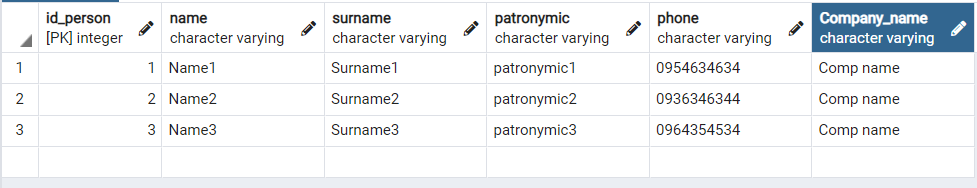 id_person name surname patronymic phone Company_name
[PK] integer character varying character varying character varying character varying character varying
1 1 Name1 Surname1 patronymic1 0954634634 Comp name
2 2 Name2 Surname2 patronymic2 0936346344 Comp name
3 3 Name3 Surname3 patronymic3 0964354534 Comp name